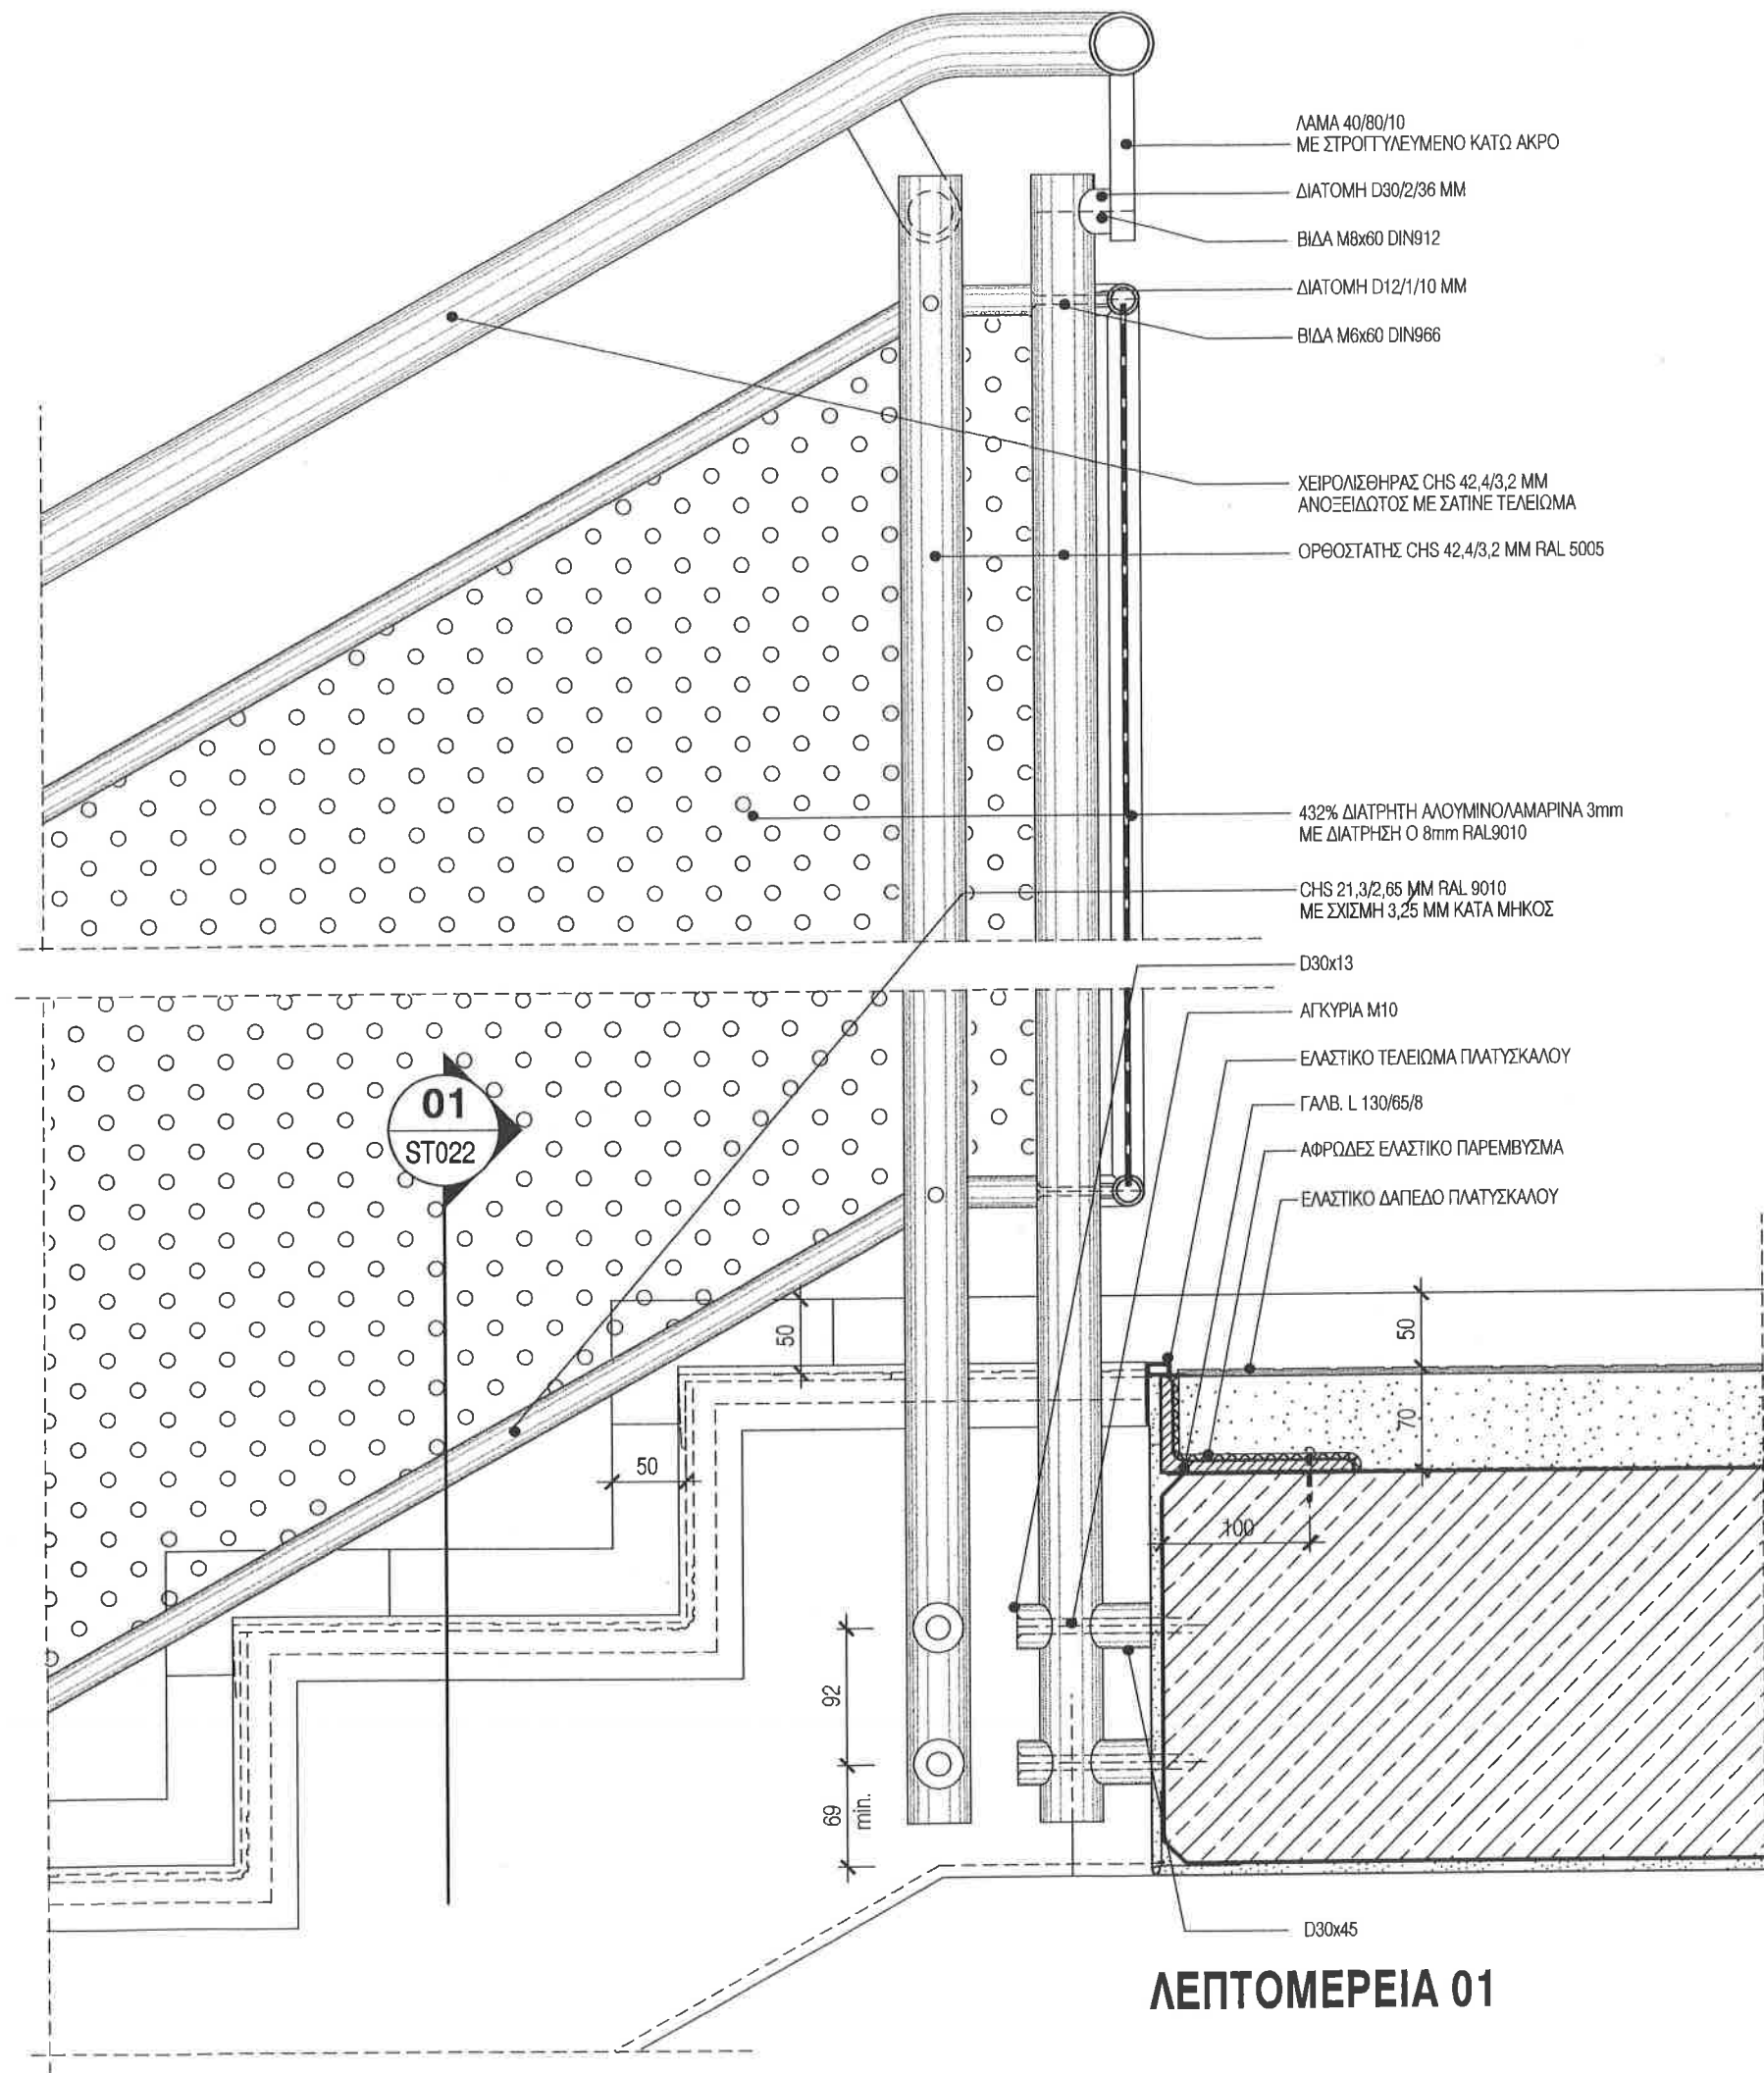 ΛΑΜΑ 40/80/10
ΜΕ ΣΤΡΟΓΓΥΛΕΥΜΕΝΟ ΚΑΤΩ ΑΚΡΟ
ΔΙΑΤΟΜΗ D30/2/36 MM
ΒΙΔΑ M8x60 DIN912
ΔΙΑΤΟΜΗ D12/1/10 MM
ΒΙΔΑ M6x60 DIN966
ΧΕΙΡΟΛΙΣΘΗΡΑΣ CHS 42,4/3,2 MM
ΑΝΟΞΕΙΔΩΤΟΣ ΜΕ ΣΑΤΙΝΕ ΤΕΛΕΙΩΜΑ
ΟΡΘΟΣΤΑΤΗΣ CHS 42,4/3,2 MM RAL 5005
432% ΔΙΑΤΡΗΤΗ ΑΛΟΥΜΙΝΟΛΑΜΑΡΙΝΑ 3mm
ΜΕ ΔΙΑΤΡΗΣΗ Ο 8mm RAL9010
CHS 21,3/2,65 MM RAL 9010
ΜΕ ΣΧΙΣΜΗ 3,25 MM ΚΑΤΑ ΜΗΚΟΣ
D30x13
ΑΓΚΥΡΙΑ M10
ΕΛΑΣΤΙΚΟ ΤΕΛΕΙΩΜΑ ΠΛΑΤΥΣΚΑΛΟΥ
ΓΑΛΒ. L 130/65/8
ΑΦΡΩΔΕΣ ΕΛΑΣΤΙΚΟ ΠΑΡΕΜΒΥΣΜΑ
ΕΛΑΣΤΙΚΟ ΔΑΠΕΔΟ ΠΛΑΤΥΣΚΑΛΟΥ
01
ST022
50
50
70
50
100
92
69
min.
D30x45
ΛΕΠΤΟΜΕΡΕΙΑ 01